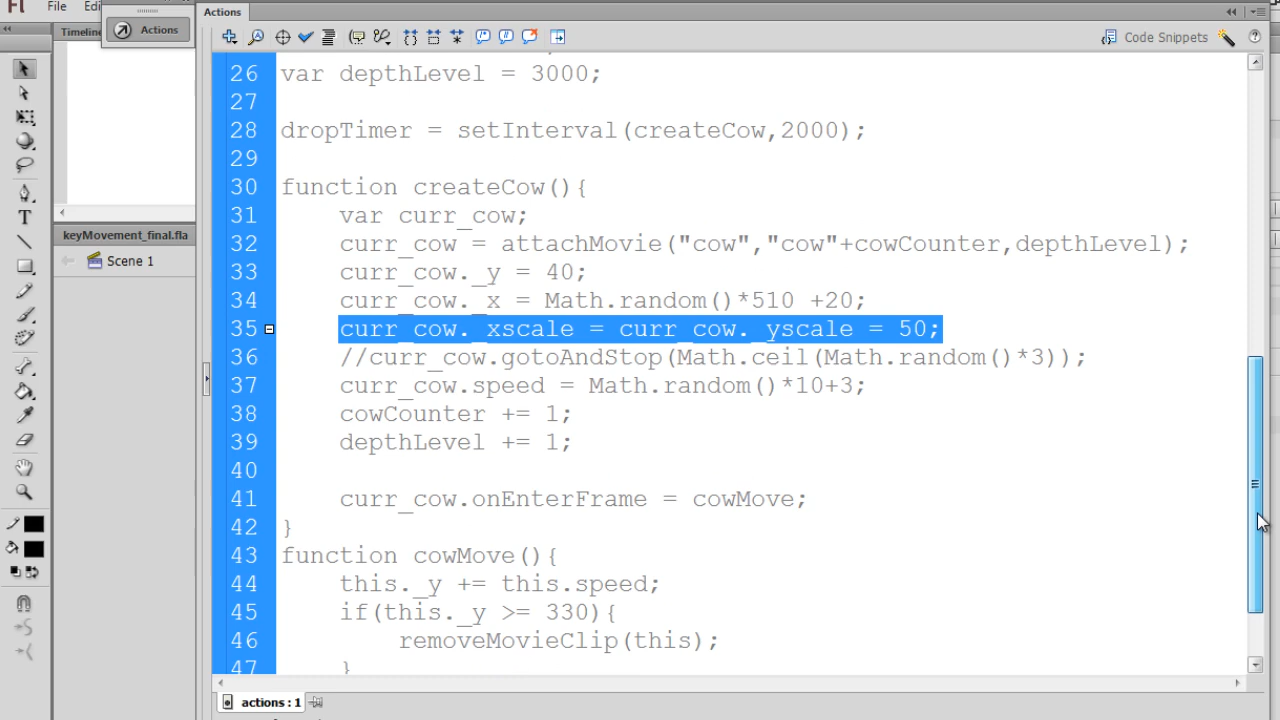 Fl File Edi
Actions
Timeline Actions
Code Snippets
26 var depthLevel = 3000;
27
28 dropTimer = setInterval(createCow,2000);
29
30 function createCow(){
31 var curr_cow;
32 curr_cow = attachMovie("cow","cow"+cowCounter,depthLevel);
33 curr_cow._y = 40;
34 curr_cow._x = Math.random()*510 +20;
35 curr_cow._xscale = curr_cow._yscale = 50;
36 //curr_cow.gotoAndStop(Math.ceil(Math.random()*3));
37 curr_cow.speed = Math.random()*10+3;
38 cowCounter += 1;
39 depthLevel += 1;
40
41 curr_cow.onEnterFrame = cowMove;
42 }
43 function cowMove(){
44 this._y += this.speed;
45 if(this._y >= 330){
46 removeMovieClip(this);
47 }
keyMovement_final.fla
Scene 1
actions : 1